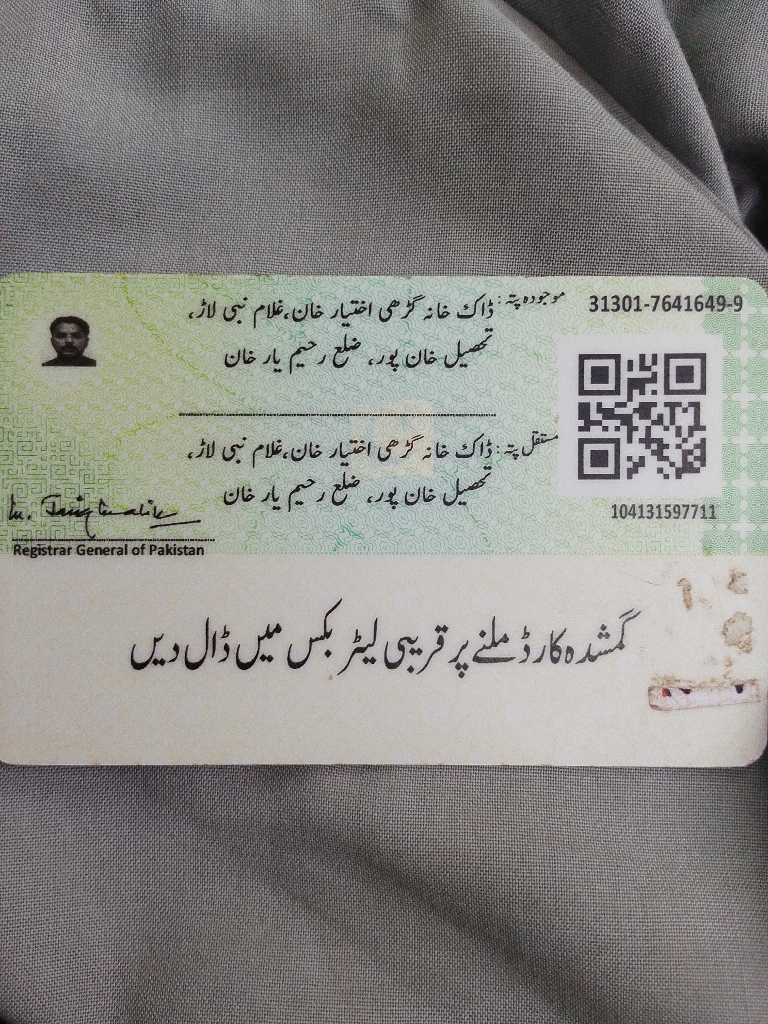 31301-7641649-9
موجودہ پتہ: ڈاک خانہ گڑھی اختیار خان، غلام نبی لاڑ،
تحصیل خان پور، ضلع رحیم یار خان
مستقل پتہ: ڈاک خانہ گڑھی اختیار خان، غلام نبی لاڑ،
تحصیل خان پور، ضلع رحیم یار خان
104131597711
Registrar General of Pakistan
گمشدہ کارڈ ملنے پر قریبی لیٹر بکس میں ڈال دیں